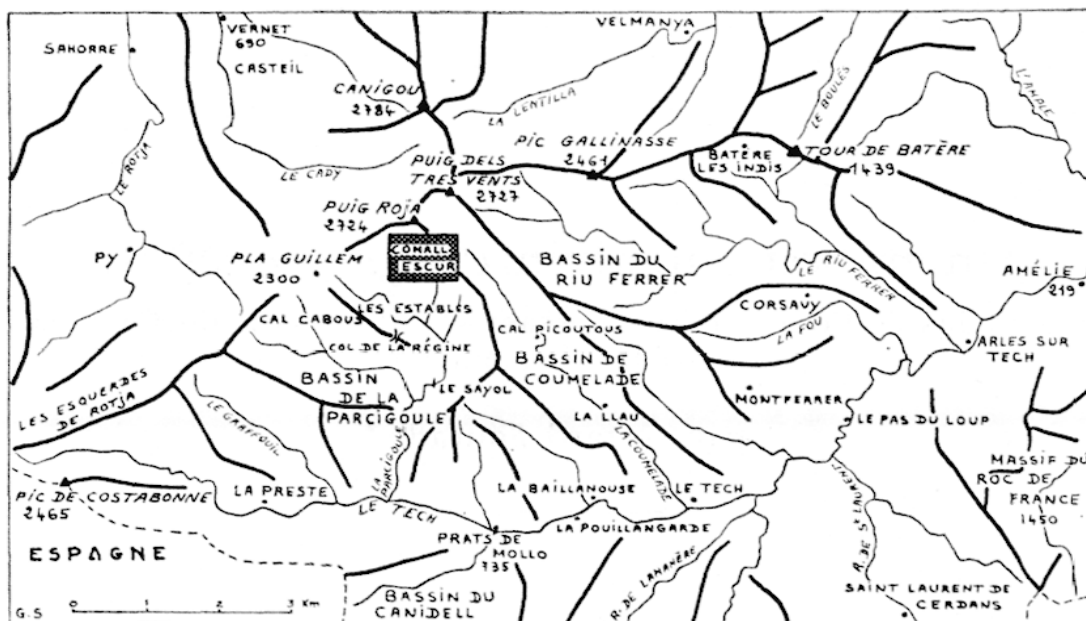 SAHORRE
VERNET
690
CASTEIL
VELMANYA
CANIGOU
2784
LA LENTILLA
LE BOULÈS
L'AMPLE
PIC GALLINASSE
2461
BATÈRE
LES INDIS
TOUR DE BATÈRE
1439
LE ROTJA
LE CADY
PUIG DELS
TRES VENTS
2727
PUIG ROJA
2724
COMALL
ESCUR
PY
PLA GUILLEM
2300
BASSIN DU
RIU FERRER
LE RIU FERRER
AMÉLIE
219
CORSAVY
LES ESTABLES
CAL CABOUS
COL DE LA RÉGINE
CAL PICOUTOUS
LA FOU
ARLES SUR
TECH
BASSIN DE
COUMELADE
BASSIN
DE LA
PARCIGOULE
LE SAYOL
LES ESQUERDES
DE ROTJA
LE GRAFFOUIL
LA PARCIGOULE
LA LLAU
LA COUMELADE
MONTFERRER
LE PAS DU LOUP
MASSIF DU
ROC DE
FRANCE
1450
PIC DE COSTABONNE
2465
LA PRESTE
LE TECH
LA BAILLANOUSE
LE TECH
LA POUILLANGARDE
PRATS DE
MOLLO
735
ESPAGNE
BASSIN DU
CANIDELL
R. DE LAMANÈRE
R. DE ST LAURENT
SAINT LAURENT DE
CERDANS
G.S
0 1 2 3 Km